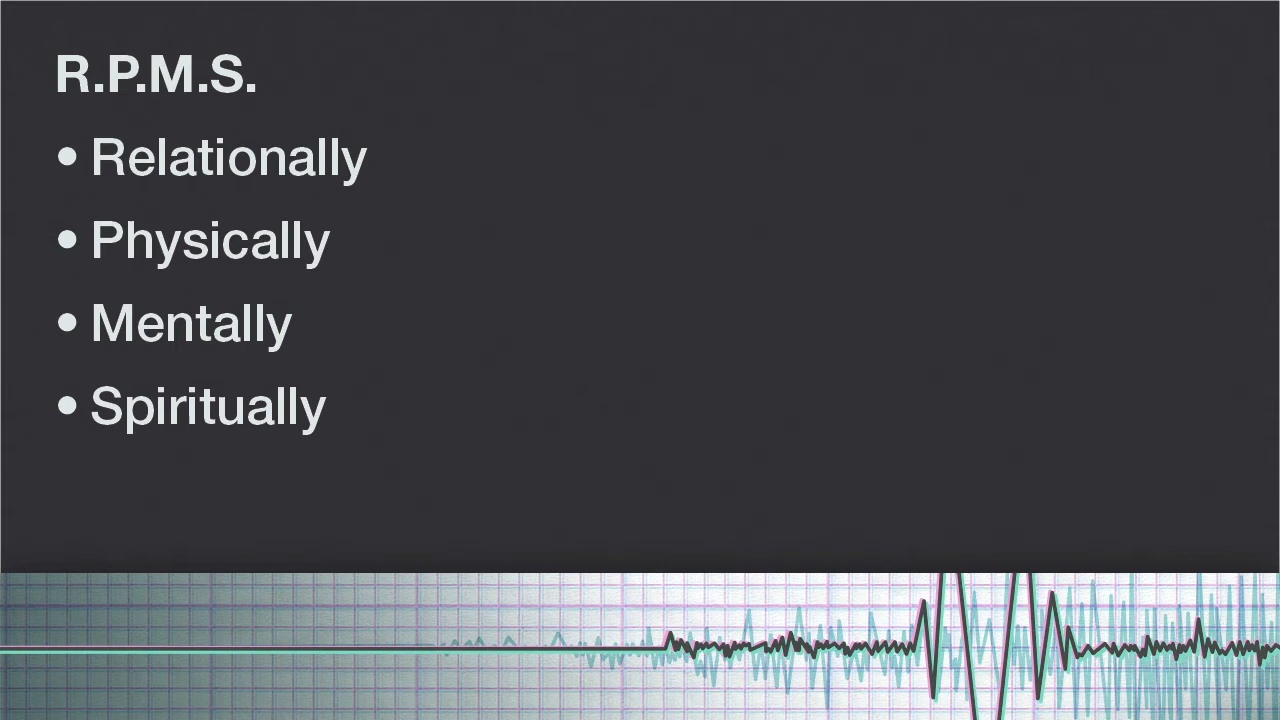 R.P.M.S.
• Relationally
• Physically
• Mentally
• Spiritually